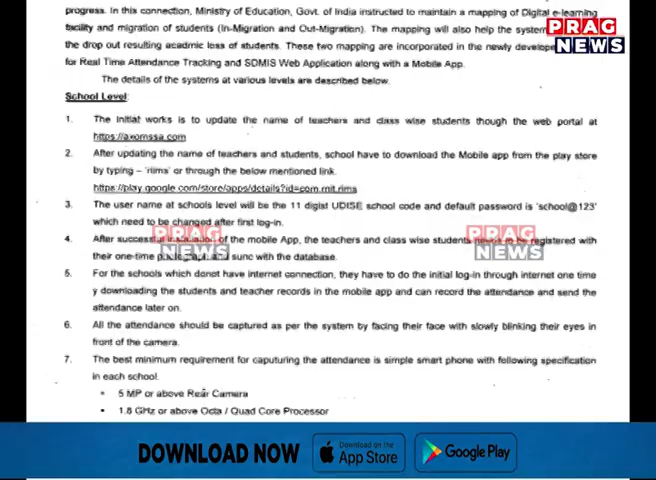 progress. In this connection, Ministry of Education, Govt. of India instructed to maintain a mapping of Digital e-learning
facility and migration of students (In-Migration and Out-Migration). The mapping will also help the system
the drop out resulting acadmic loss of students. These two mapping are incorporated in the newly
for Real Time Attendance Tracking and SDMIS Web Application along with a Mobile App.
PRAG
NEWS
The details of the systems at various levels are described below.
School Level:
1. The initial works is to update the name of teachers and class wise students though the web portal at
https://axomssa.com
2. After updating the name of teachers and students, school have to download the Mobile app from the play store
by typing – 'riims' or through the below mentioned link.
https://play.google.com/store/apps/details?id=com.mit.rims
3. The user name at schools level will be the 11 digist UDISE school code and default password is 'school@123'
which need to be changed after first log-in.
4. After successful of the mobile App, the teachers and class wise students needs to be registered with
their one-time photograph and sunc with the database.
PRAG
NEWS
PRAG
NEWS
5. For the schools which donot have internet connection, they have to do the initial log-in through internet one time
y downloading the students and teacher records in the mobile app and can record the attendance and send the
attendance later on.
6. All the attendance should be captured as per the system by facing their face with slowly blinking their eyes in
front of the camera.
7. The best minimum requirement for caputuring the attendance is simple smart phone with following specification
in each school.
• 5 MP or above Rear Camera
• 1.8 GHz or above Octa / Quad Core Processor
DOWNLOAD NOW
Download on the
App Store
GET IT ON
Google Play